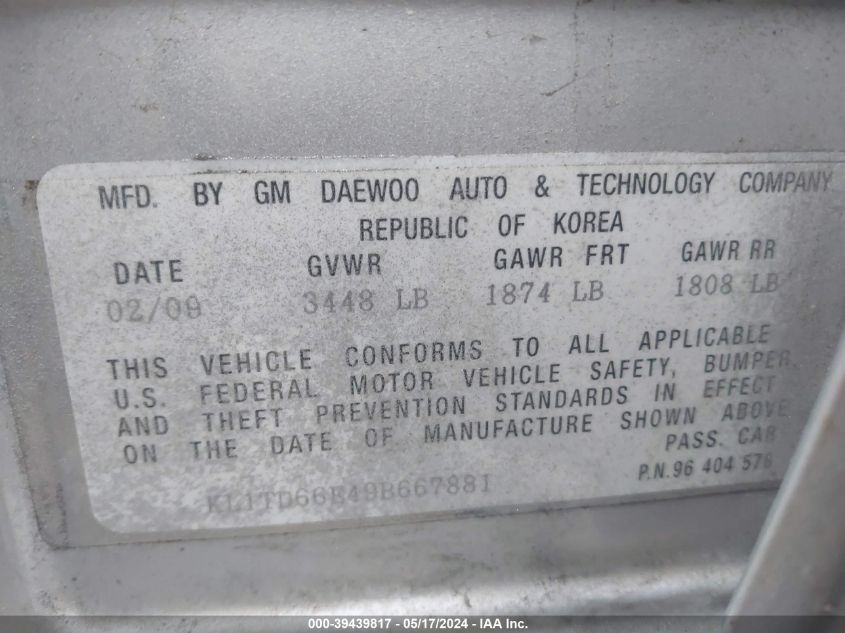 MFD. BY GM DAEWOO AUTO & TECHNOLOGY COMPANY
REPUBLIC OF KOREA
DATE GVWR GAWR FRT GAWR RR
02/09 3448 LB 1874 LB 1808 LB
THIS VEHICLE CONFORMS TO ALL APPLICABLE
U.S. FEDERAL MOTOR VEHICLE SAFETY, BUMPER,
AND THEFT PREVENTION STANDARDS IN EFFECT
ON THE DATE OF MANUFACTURE SHOWN ABOVE
PASS. CAR
KL1TD66E49B667881
P.N.96 404 576
000-39439817 - 05/17/2024 - IAA Inc.